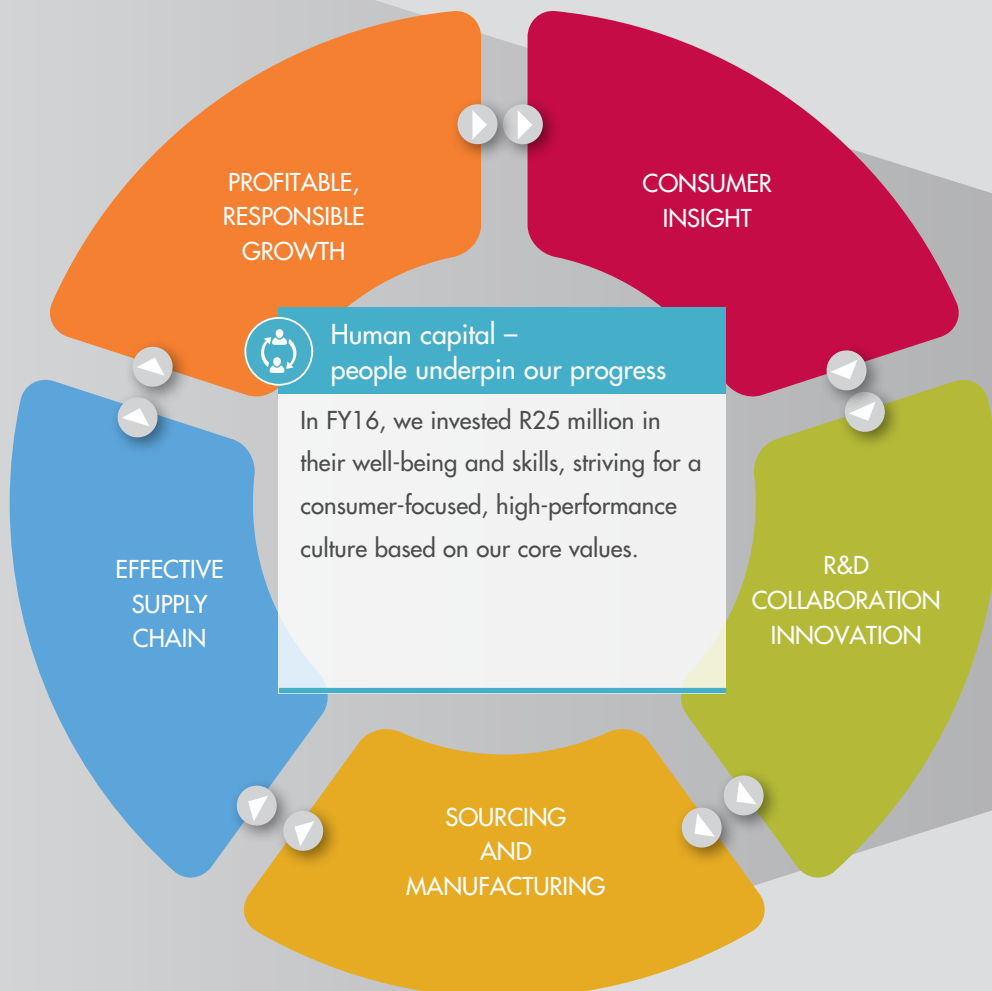 PROFITABLE,
RESPONSIBLE
GROWTH
CONSUMER
INSIGHT
Human capital –
people underpin our progress
In FY16, we invested R25 million in
their well-being and skills, striving for a
consumer-focused, high-performance
culture based on our core values.
EFFECTIVE
SUPPLY
CHAIN
R&D
COLLABORATION
INNOVATION
SOURCING
AND
MANUFACTURING